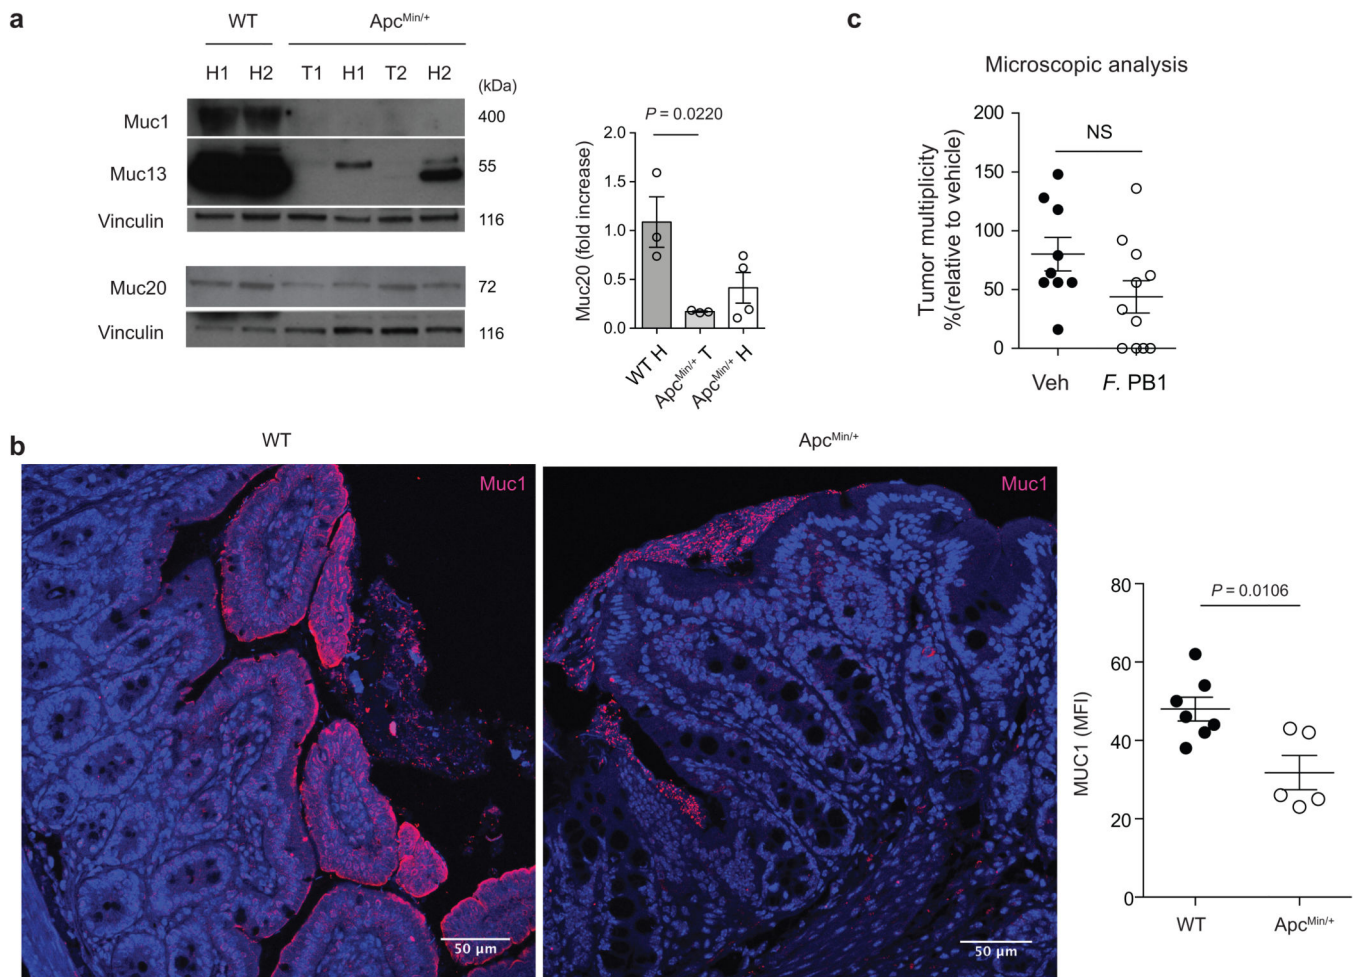 a
WT
Apc^Min/+
H1 H2 T1 H1 T2 H2
(kDa)
Muc1 400
Muc13 55
Vinculin 116
Muc20 72
Vinculin 116
P = 0.0220
Muc20 (fold increase)
2.0
1.5
1.0
0.5
0.0
WT H
Apc^Min/+ T
Apc^Min/+ H
c
Microscopic analysis
Tumor multiplicity
%(relative to vehicle)
200
150
100
50
0
NS
Veh
F. PB1
b
WT
Muc1
50 µm
Apc^Min/+
Muc1
50 µm
MUC1 (MFI)
80
60
40
20
0
P = 0.0106
WT
Apc^Min/+